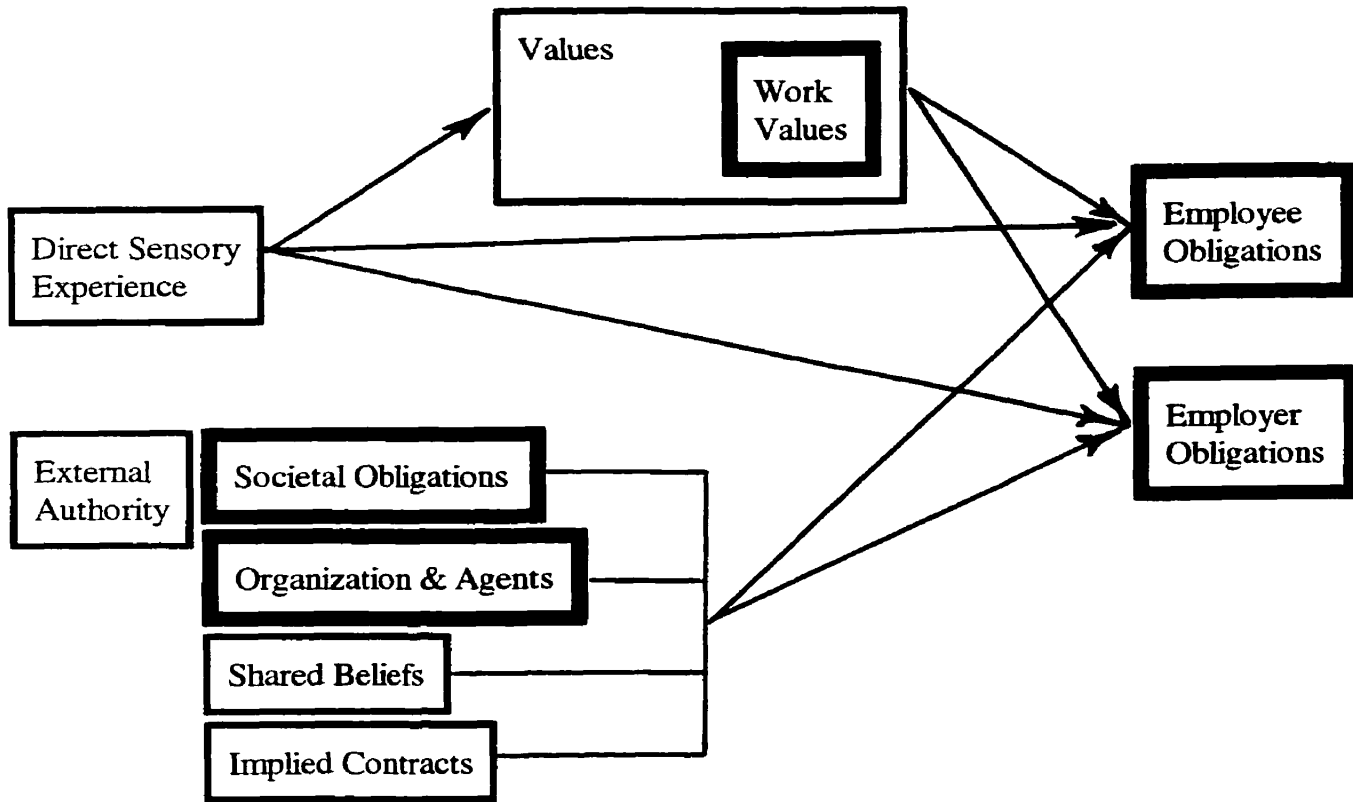 Values
Work
Values
Direct Sensory
Experience
Employee
Obligations
Employer
Obligations
External
Authority
Societal Obligations
Organization & Agents
Shared Beliefs
Implied Contracts